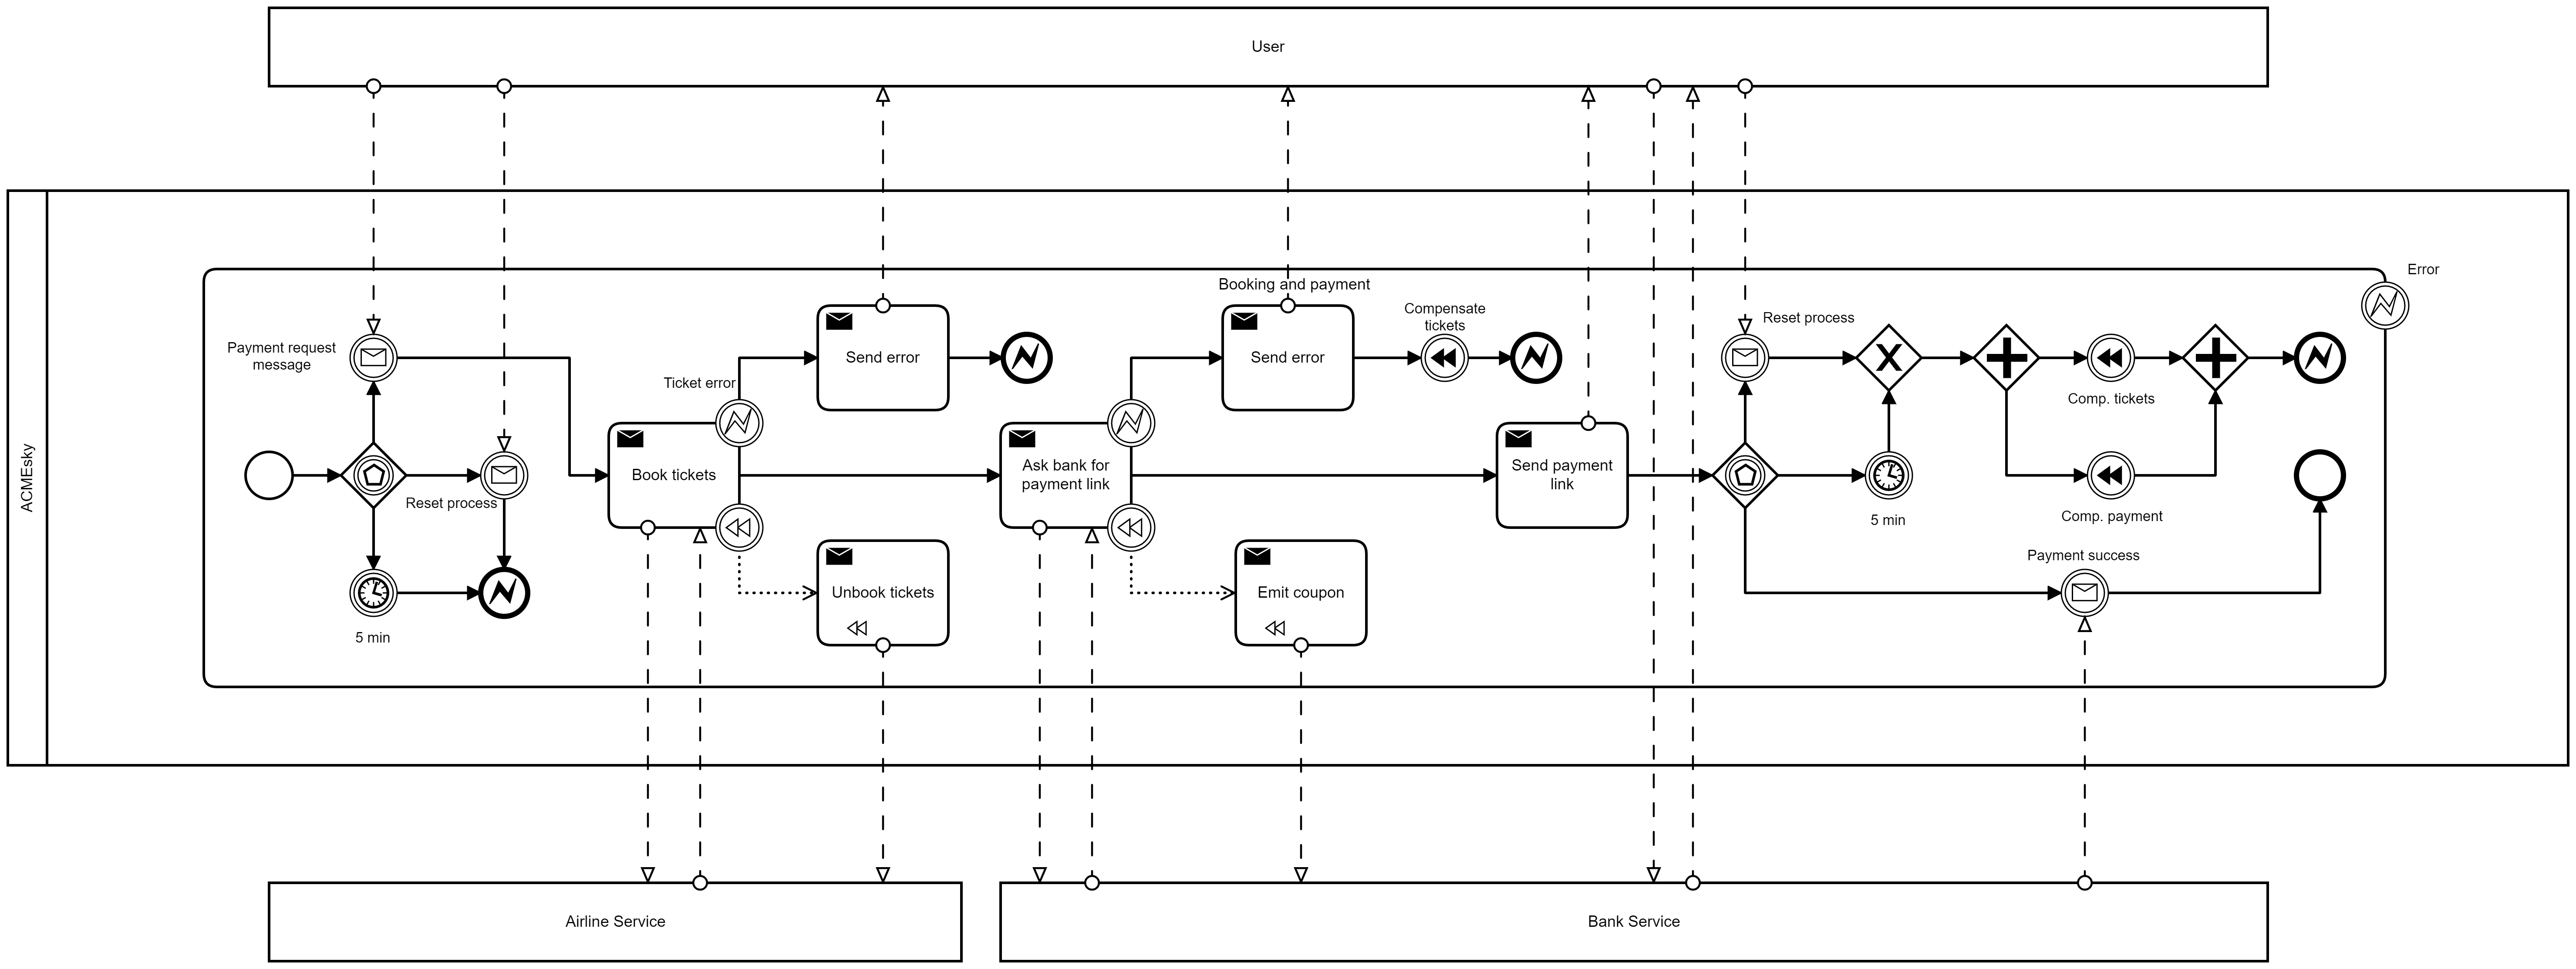 User
ACMEsky
Booking and payment
Error
Payment request
message
Reset process
5 min
Ticket error
Book tickets
Send error
Unbook tickets
Ask bank for
payment link
Send error
Compensate
tickets
Emit coupon
Send payment
link
Reset process
5 min
Comp. tickets
Comp. payment
Payment success
Airline Service
Bank Service